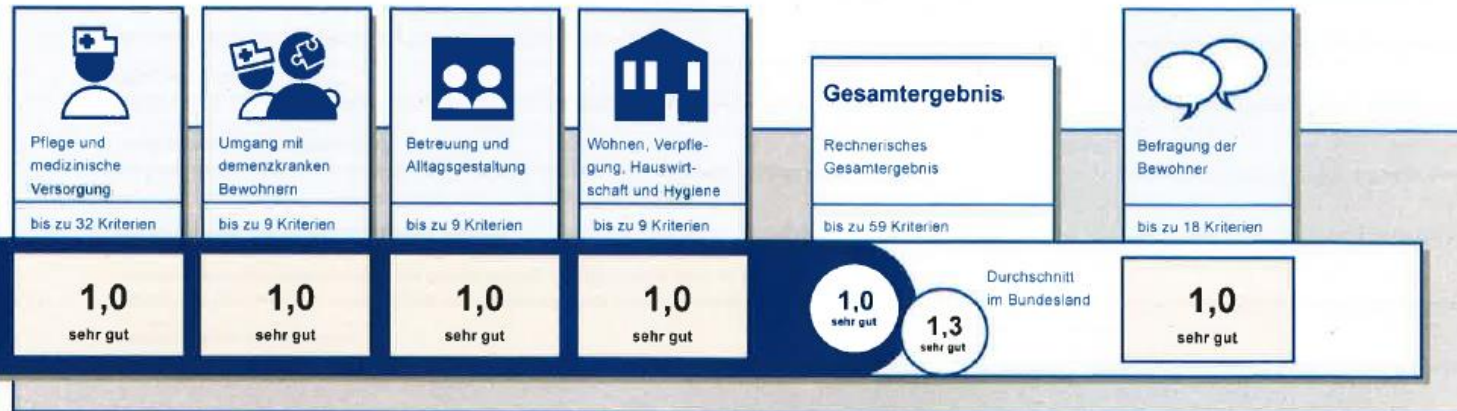 Pflege und
medizinische
Versorgung
bis zu 32 Kriterien
1,0
sehr gut
Umgang mit
demenzkranken
Bewohnern
bis zu 9 Kriterien
1,0
sehr gut
Betreuung und
Alltagsgestaltung
bis zu 9 Kriterien
1,0
sehr gut
Wohnen, Verpfle-
gung, Hauswirt-
schaft und Hygiene
bis zu 9 Kriterien
1,0
sehr gut
Gesamtergebnis
Rechnerisches
Gesamtergebnis
bis zu 59 Kriterien
1,0
sehr gut
1,3
sehr gut
Durchschnitt
im Bundesland
Befragung der
Bewohner
bis zu 18 Kriterien
1,0
sehr gut